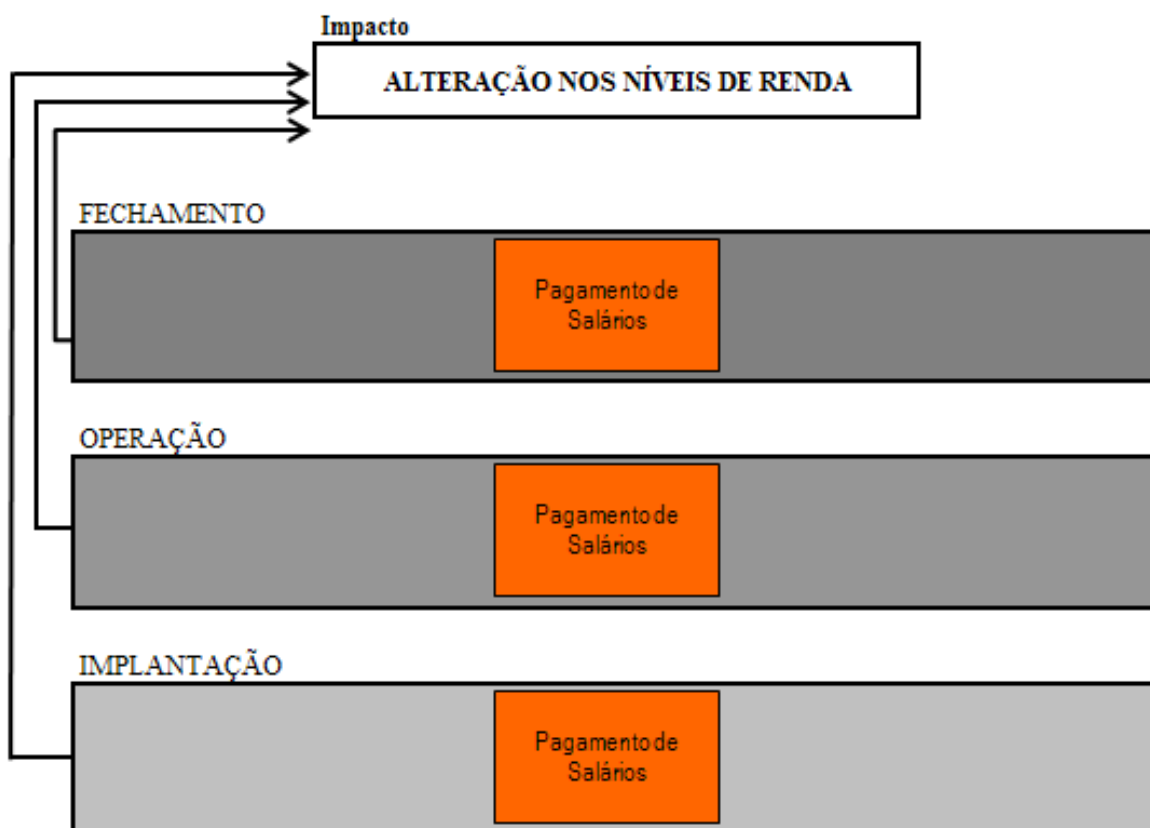 Impacto
ALTERAÇÃO NOS NÍVEIS DE RENDA
FECHAMENTO
Pagamento de
Salários
OPERAÇÃO
Pagamento de
Salários
IMPLANTAÇÃO
Pagamento de
Salários